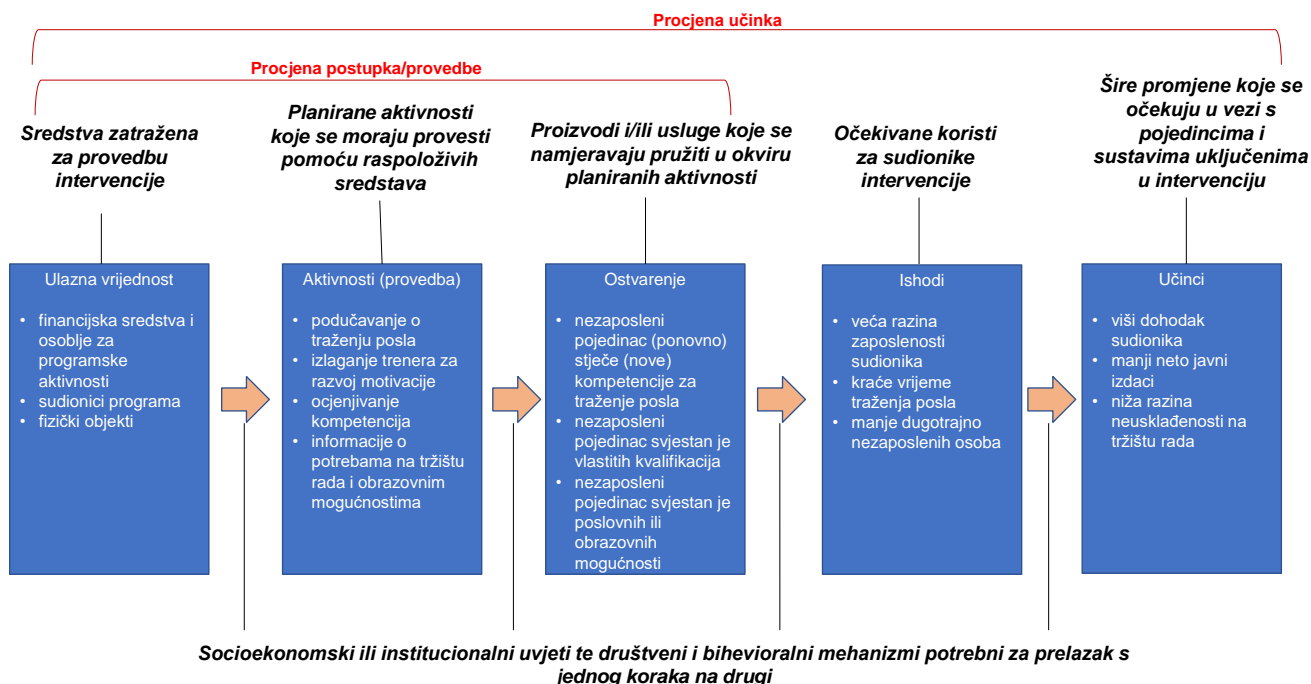 Procjena učinka
Procjena postupka/provedbe
Sredstva zatražena
za provedbu
intervencije
Planirane aktivnosti
koje se moraju provesti
pomoću raspoloživih
sredstava
Proizvodi i/ili usluge koje se
namjeravaju pružiti u okviru
planiranih aktivnosti
Očekivane koristi
za sudionike
intervencije
Šire promjene koje se
očekuju u vezi s
pojedincima i
sustavima uključenima
u intervenciju
Ulazna vrijednost
• financijska sredstva i
osoblje za
programske
aktivnosti
• sudionici programa
• fizički objekti
Aktivnosti (provedba)
• podučavanje o
traženju posla
• izlaganje trenera za
razvoj motivacije
• ocjenjivanje
kompetencija
• informacije o
potrebama na tržištu
rada i obrazovnim
mogućnostima
Ostvarenje
• nezaposleni
pojedinac (ponovno)
stječe (nove)
kompetencije za
traženje posla
• nezaposleni
pojedinac svjestan je
vlastitih kvalifikacija
• nezaposleni
pojedinac svjestan je
poslovnih ili
obrazovnih
mogućnosti
Ishodi
• veća razina
zaposlenosti
sudionika
• kraće vrijeme
traženja posla
• manje dugotrajno
nezaposlenih osoba
Učinci
• viši dohodak
sudionika
• manji neto javni
izdaci
• niža razina
neusklađenosti na
tržištu rada
Socioekonomski ili institucionalni uvjeti te društveni i bihevioralni mehanizmi potrebni za prelazak s
jednog koraka na drugi